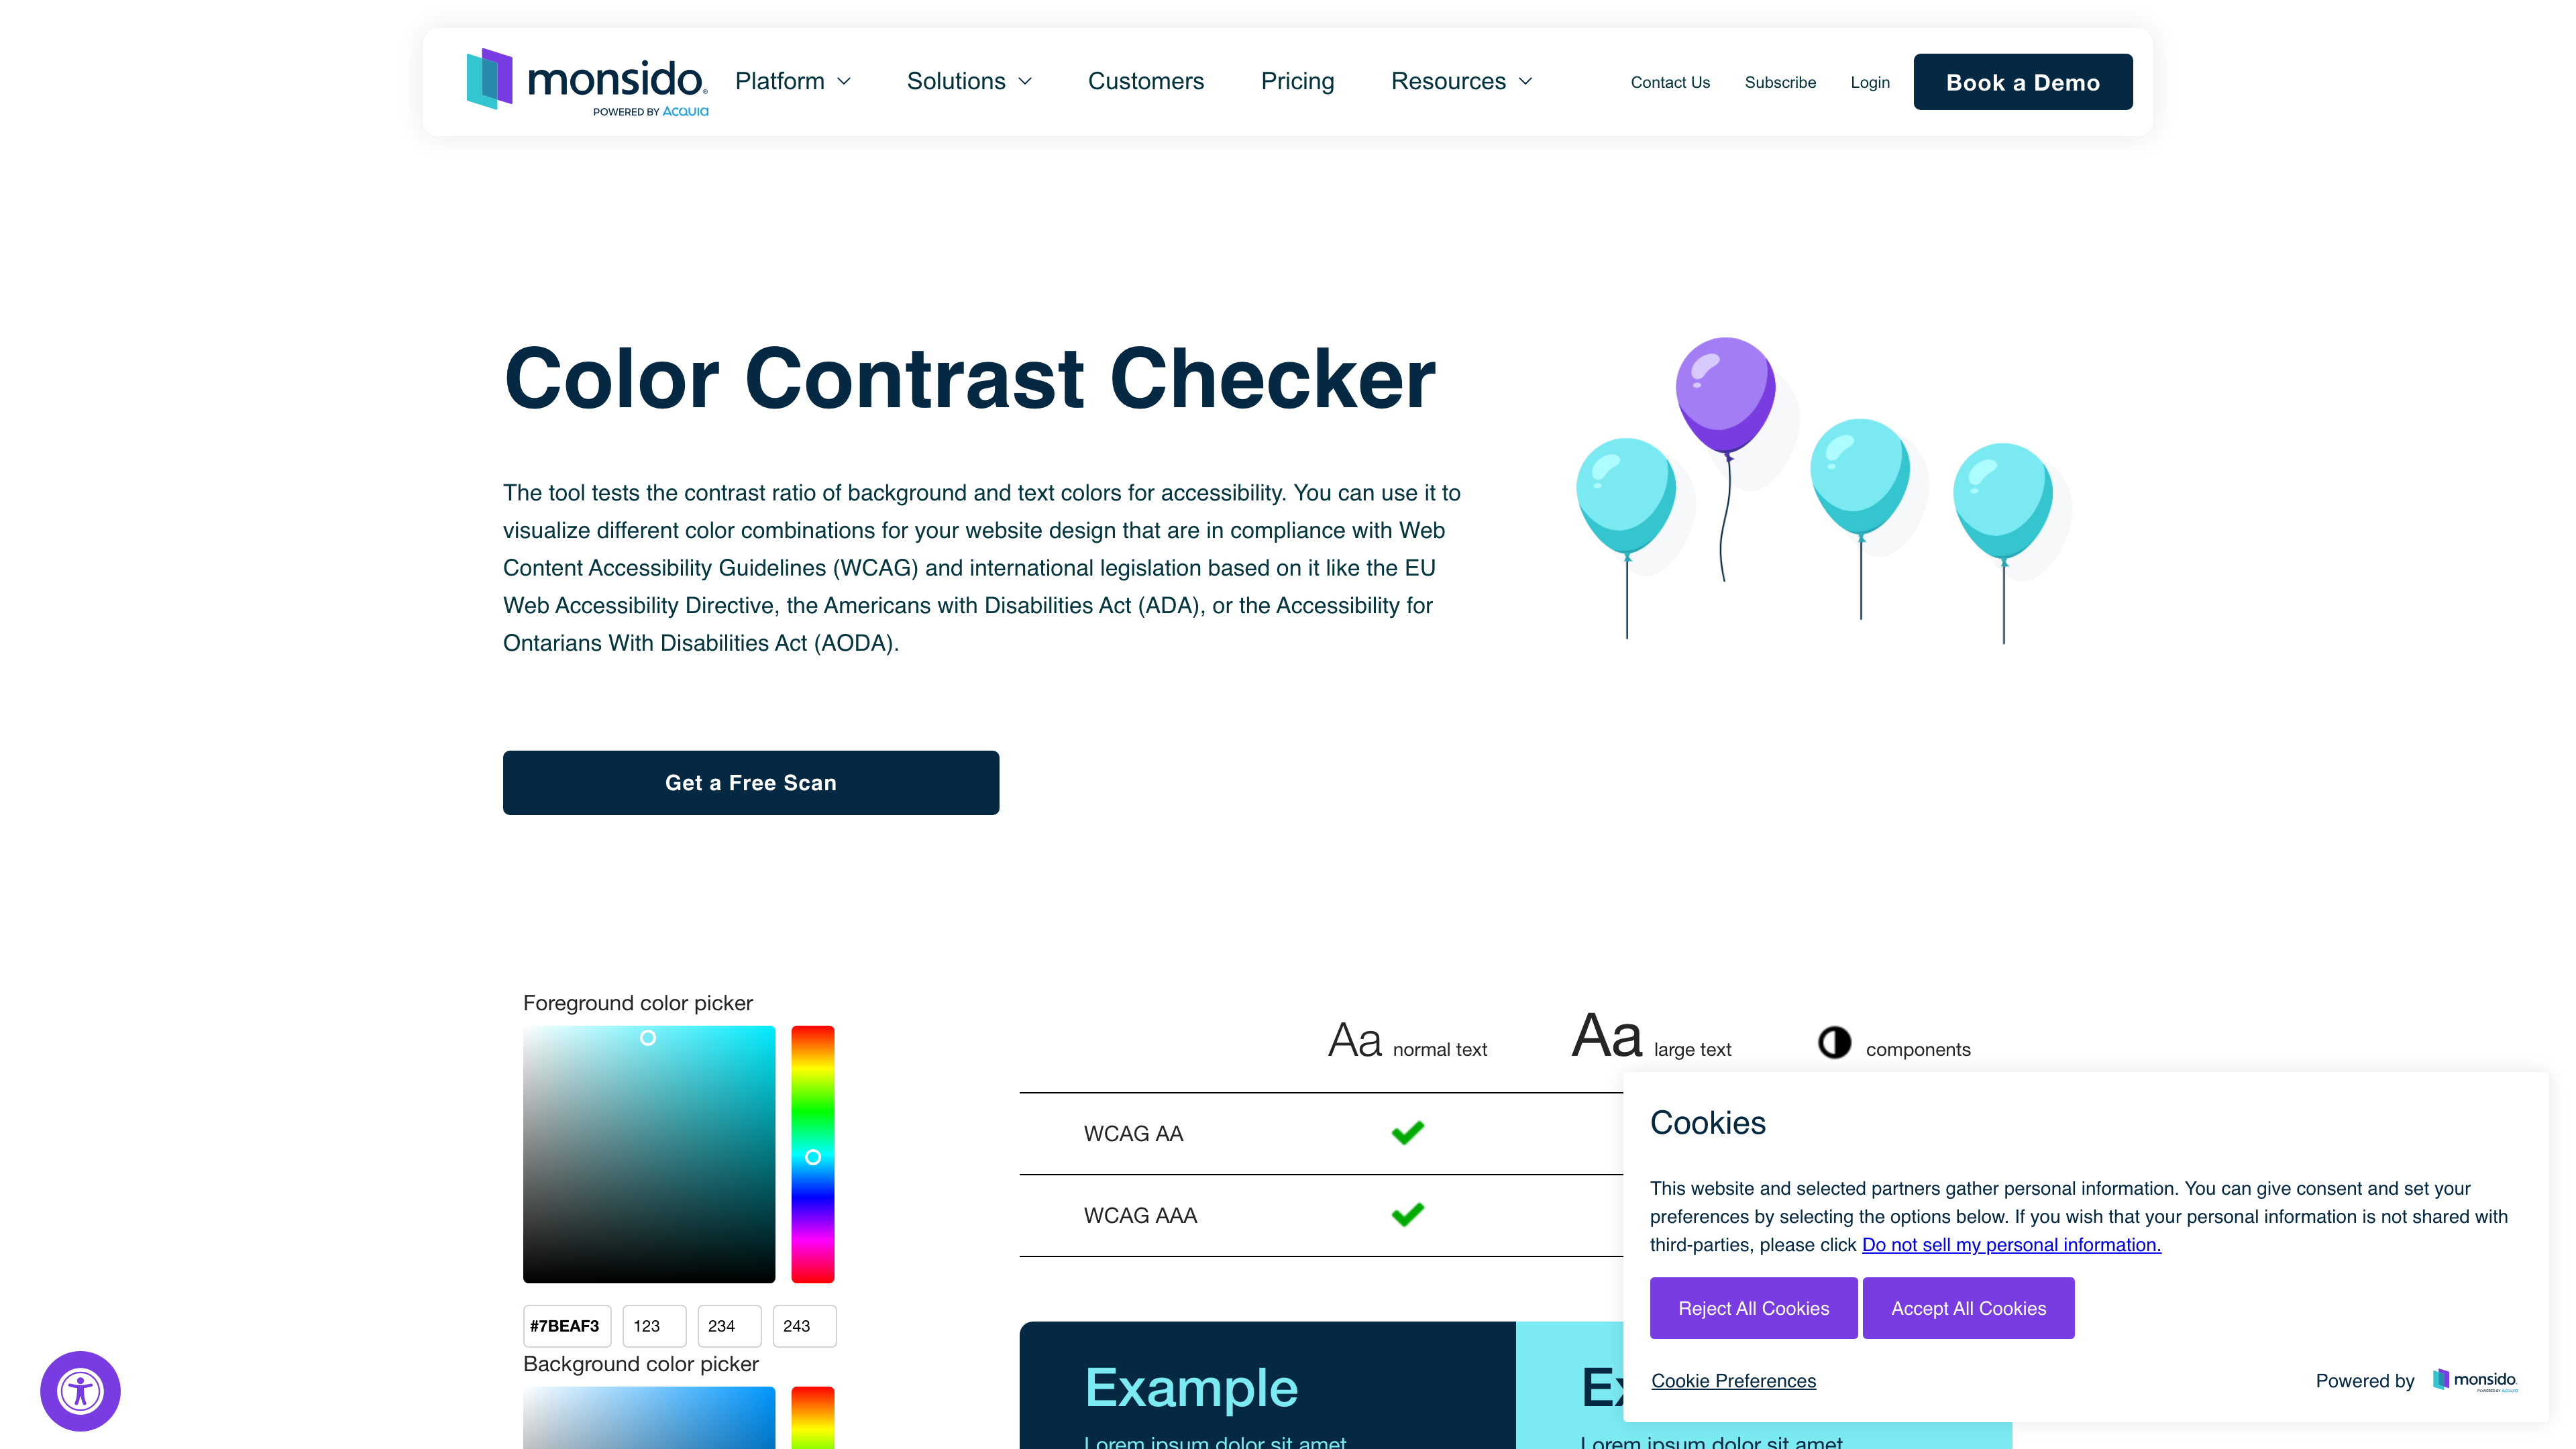 monsido
POWERED BY ACQUIA
Platform
Solutions
Customers
Pricing
Resources
Contact Us
Subscribe
Login
Book a Demo
Color Contrast Checker
The tool tests the contrast ratio of background and text colors for accessibility. You can use it to
visualize different color combinations for your website design that are in compliance with Web
Content Accessibility Guidelines (WCAG) and international legislation based on it like the EU
Web Accessibility Directive, the Americans with Disabilities Act (ADA), or the Accessibility for
Ontarians With Disabilities Act (AODA).
Get a Free Scan
Foreground color picker
#7BEAF3
123
234
243
Background color picker
Aa normal text
Aa large text
components
WCAG AA
WCAG AAA
Example
Lorem ipsum dolor sit amet
Ex
Lorem ipsum dolor sit amet
Cookies
This website and selected partners gather personal information. You can give consent and set your
preferences by selecting the options below. If you wish that your personal information is not shared with
third-parties, please click Do not sell my personal information.
Reject All Cookies
Accept All Cookies
Cookie Preferences
Powered by
monsido
POWERED BY ACQUIA